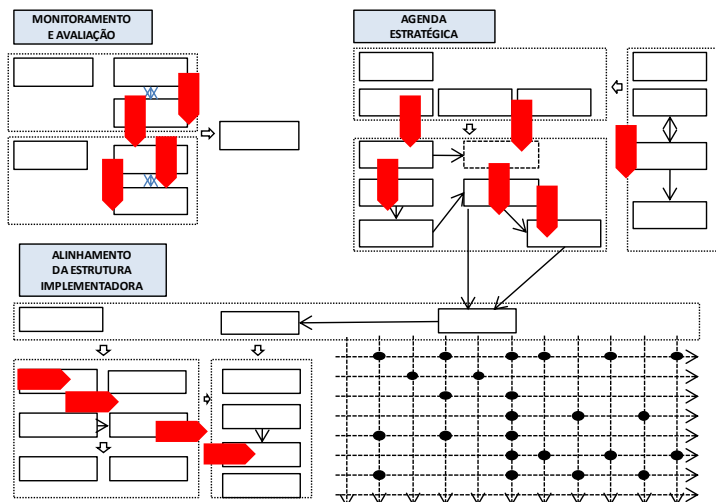 MONITORAMENTO
E AVALIAÇÃO
AGENDA
ESTRATÉGICA
ALINHAMENTO
DA ESTRUTURA
IMPLEMENTADORA